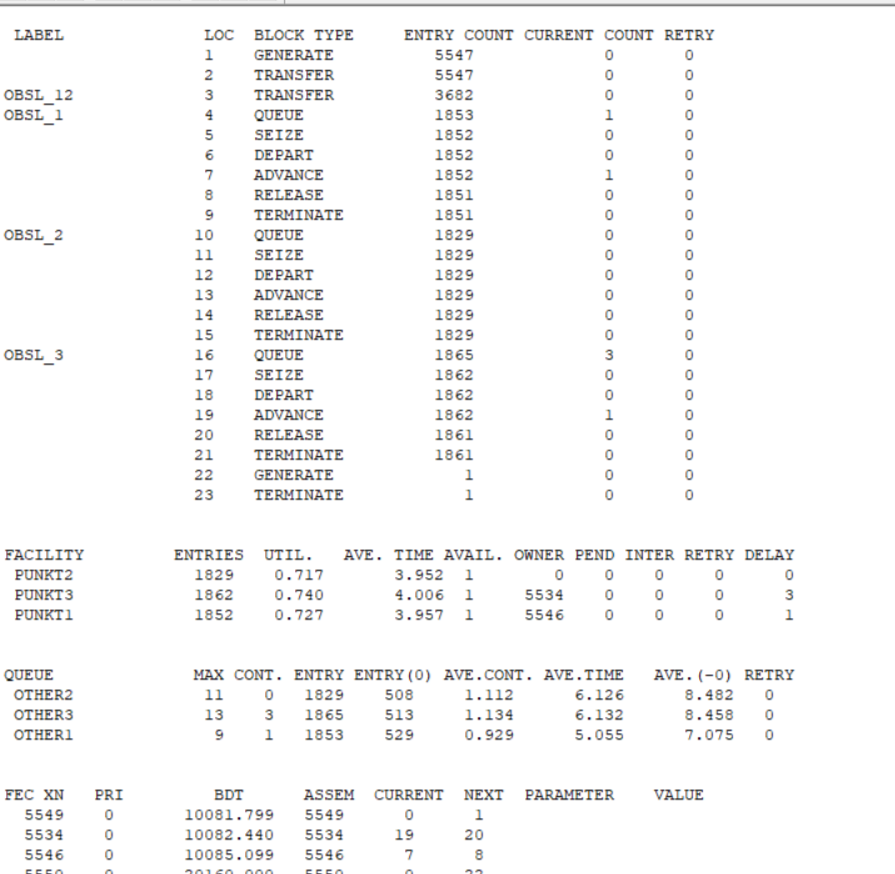 LABEL LOC BLOCK TYPE ENTRY COUNT CURRENT COUNT RETRY
1 GENERATE 5547 0 0
2 TRANSFER 5547 0 0
OBSL_12 3 TRANSFER 3682 0 0
OBSL_1 4 QUEUE 1853 1 0
5 SEIZE 1852 0 0
6 DEPART 1852 0 0
7 ADVANCE 1852 1 0
8 RELEASE 1851 0 0
9 TERMINATE 1851 0 0
OBSL_2 10 QUEUE 1829 0 0
11 SEIZE 1829 0 0
12 DEPART 1829 0 0
13 ADVANCE 1829 0 0
14 RELEASE 1829 0 0
15 TERMINATE 1829 0 0
OBSL_3 16 QUEUE 1865 3 0
17 SEIZE 1862 0 0
18 DEPART 1862 0 0
19 ADVANCE 1862 1 0
20 RELEASE 1861 0 0
21 TERMINATE 1861 0 0
22 GENERATE 1 0 0
23 TERMINATE 1 0 0
FACILITY ENTRIES UTIL. AVE. TIME AVAIL. OWNER PEND INTER RETRY DELAY
PUNKT2 1829 0.717 3.952 1 0 0 0 0 0
PUNKT3 1862 0.740 4.006 1 5534 0 0 0 3
PUNKT1 1852 0.727 3.957 1 5546 0 0 0 1
QUEUE MAX CONT. ENTRY ENTRY(0) AVE.CONT. AVE.TIME AVE.(-0) RETRY
OTHER2 11 0 1829 508 1.112 6.126 8.482 0
OTHER3 13 3 1865 513 1.134 6.132 8.458 0
OTHER1 9 1 1853 529 0.929 5.055 7.075 0
FEC XN PRI BDT ASSEM CURRENT NEXT PARAMETER VALUE
5549 0 10081.799 5549 0 1
5534 0 10082.440 5534 19 20
5546 0 10085.099 5546 7 8